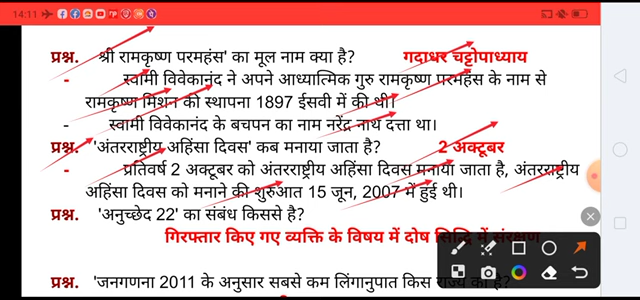 14:11
प्रश्न. श्री रामकृष्ण परमहंस' का मूल नाम क्या है? गदाधर चट्टोपाध्याय
- स्वामी विवेकानंद ने अपने आध्यात्मिक गुरु रामकृष्ण परमहंस के नाम से
रामकृष्ण मिशन की स्थापना 1897 ईसवी में की थी।
- स्वामी विवेकानंद के बचपन का नाम नरेंद्र नाथ दत्ता था।
प्रश्न. 'अंतरराष्ट्रीय अहिंसा दिवस' कब मनाया जाता है? 2 अक्टूबर
- प्रतिवर्ष 2 अक्टूबर को अंतरराष्ट्रीय अहिंसा दिवस मनाया जाता है, अंतरराष्ट्रीय
अहिंसा दिवस को मनाने की शुरुआत 15 जून, 2007 में हुई थी।
प्रश्न. 'अनुच्छेद 22' का संबंध किससे है?
गिरफ्तार किए गए व्यक्ति के विषय में दोष सिद्धि में संरक्षण
प्रश्न. 'जनगणना 2011 के अनुसार सबसे कम लिंगानुपात किस राज्य का है?